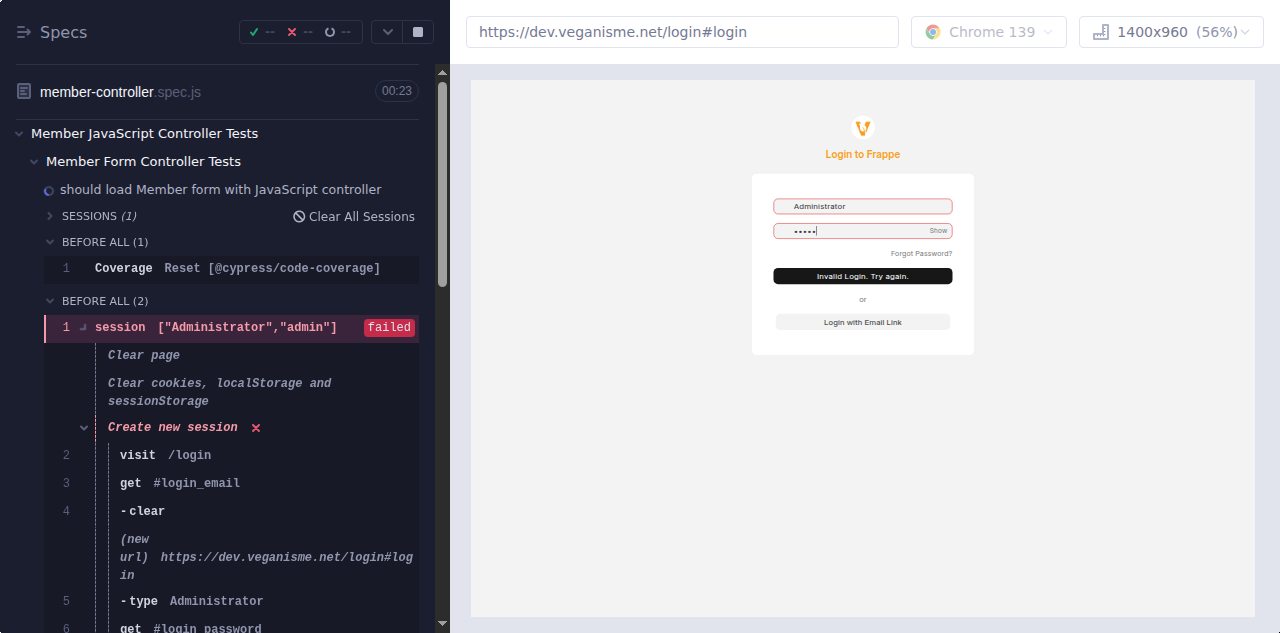 Specs
-- -- --
https://dev.veganisme.net/login#login
Chrome 139
1400x960 (56%)
member-controller.spec.js
00:23
Member JavaScript Controller Tests
Member Form Controller Tests
should load Member form with JavaScript controller
SESSIONS (1)
Clear All Sessions
BEFORE ALL (1)
1 Coverage Reset [@cypress/code-coverage]
BEFORE ALL (2)
1 session ["Administrator","admin"] failed
Clear page
Clear cookies, localStorage and
sessionStorage
Create new session
2 visit /login
3 get #login_email
4 -clear
(new
url) https://dev.veganisme.net/login#log
in
5 -type Administrator
6 get #login_password
Login to Frappe
Administrator
•••••
Show
Forgot Password?
Invalid Login. Try again.
or
Login with Email Link